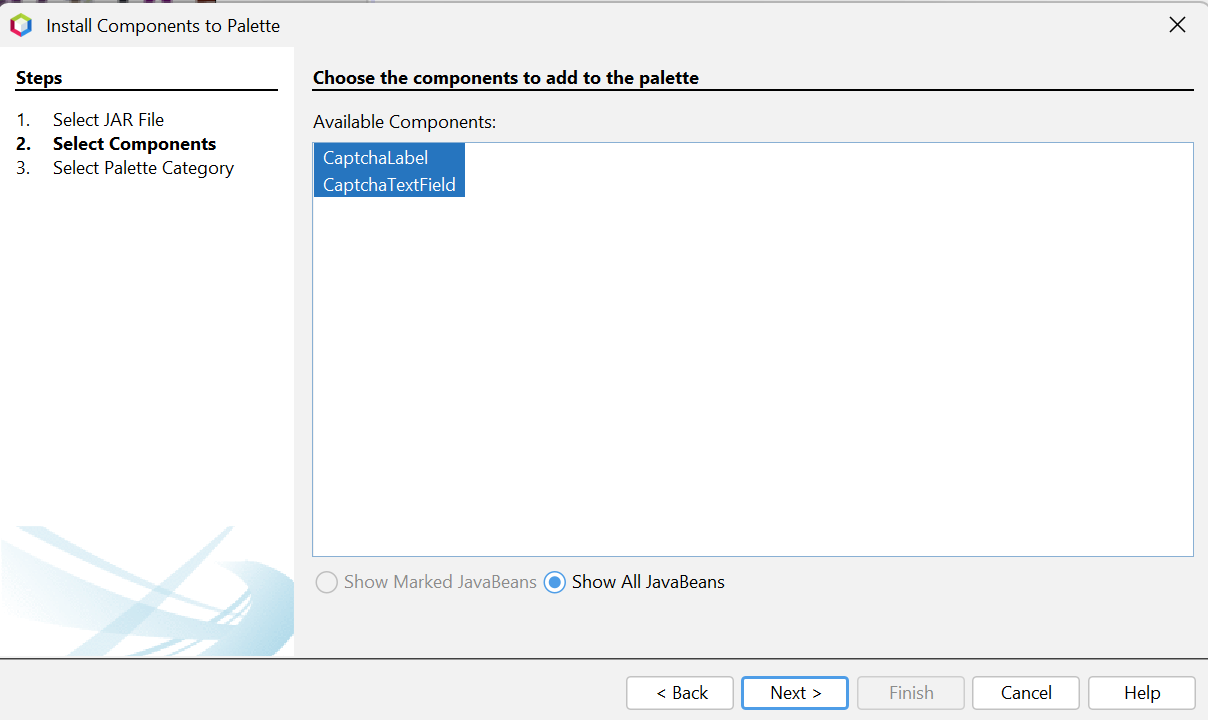 Install Components to Palette
Steps
1. Select JAR File
2. Select Components
3. Select Palette Category
Choose the components to add to the palette
Available Components:
CaptchaLabel
CaptchaTextField
Show Marked JavaBeans Show All JavaBeans
< Back Next > Finish Cancel Help